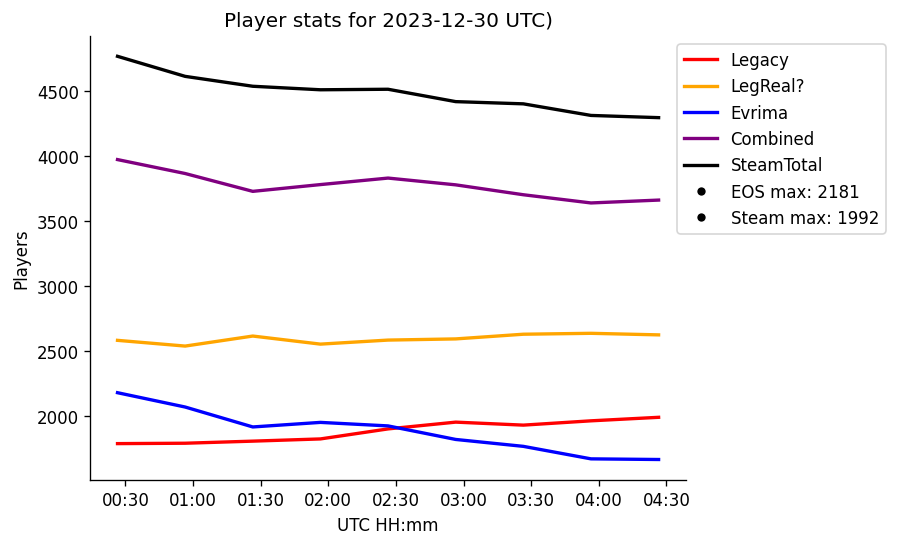 Player stats for 2023-12-30 UTC)
Legacy
LegReal?
Evrima
Combined
SteamTotal
EOS max: 2181
Steam max: 1992
Players
4500
4000
3500
3000
2500
2000
00:30 01:00 01:30 02:00 02:30 03:00 03:30 04:00 04:30
UTC HH:mm